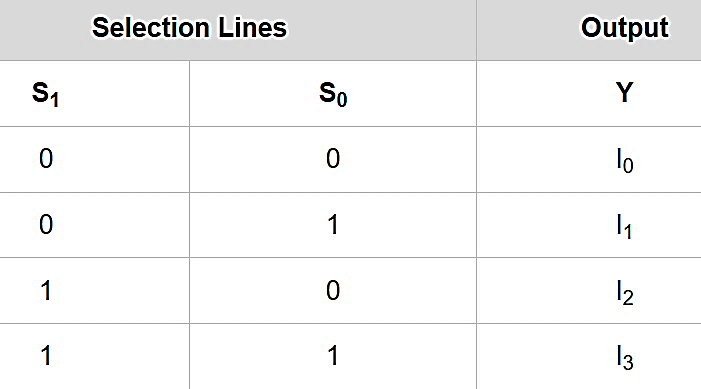 Selection Lines Output
S₁ S₀ Y
0 0 I₀
0 1 I₁
1 0 I₂
1 1 I₃